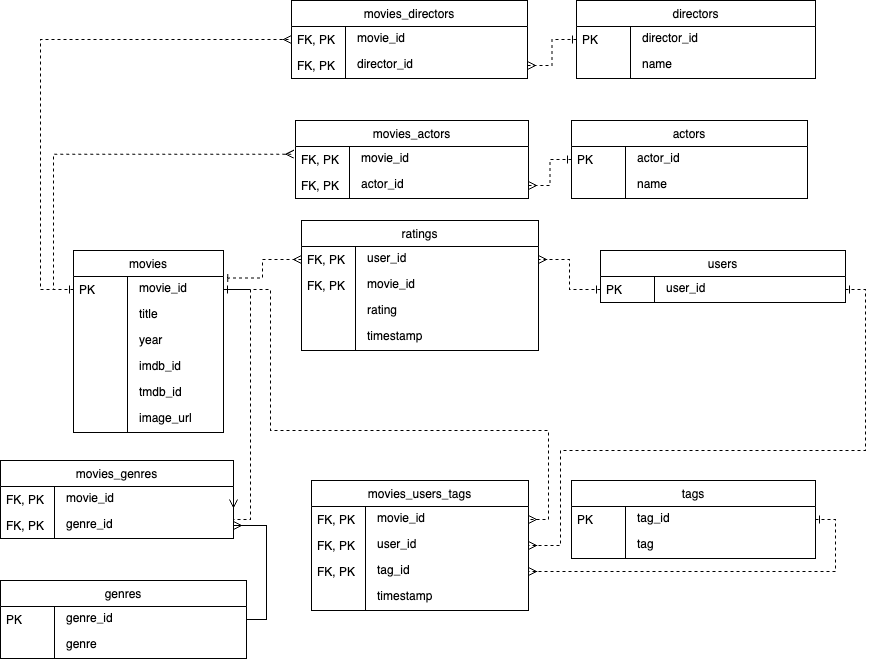 movies_directors
FK, PK movie_id
FK, PK director_id
directors
PK director_id
name
movies_actors
FK, PK movie_id
FK, PK actor_id
actors
PK actor_id
name
ratings
FK, PK user_id
FK, PK movie_id
rating
timestamp
movies
PK movie_id
title
year
imdb_id
tmdb_id
image_url
users
PK user_id
movies_genres
FK, PK movie_id
FK, PK genre_id
movies_users_tags
FK, PK movie_id
FK, PK user_id
FK, PK tag_id
timestamp
tags
PK tag_id
tag
genres
PK genre_id
genre